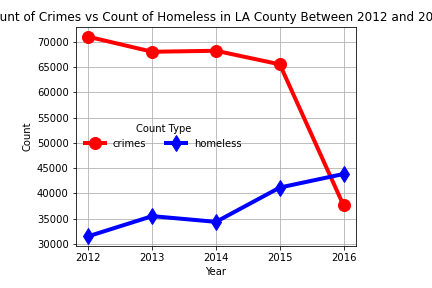 unt of Crimes vs Count of Homeless in LA County Between 2012 and 20
70000
65000
60000
55000
50000
45000
40000
35000
30000
Count
Count Type
crimes homeless
2012 2013 2014 2015 2016
Year